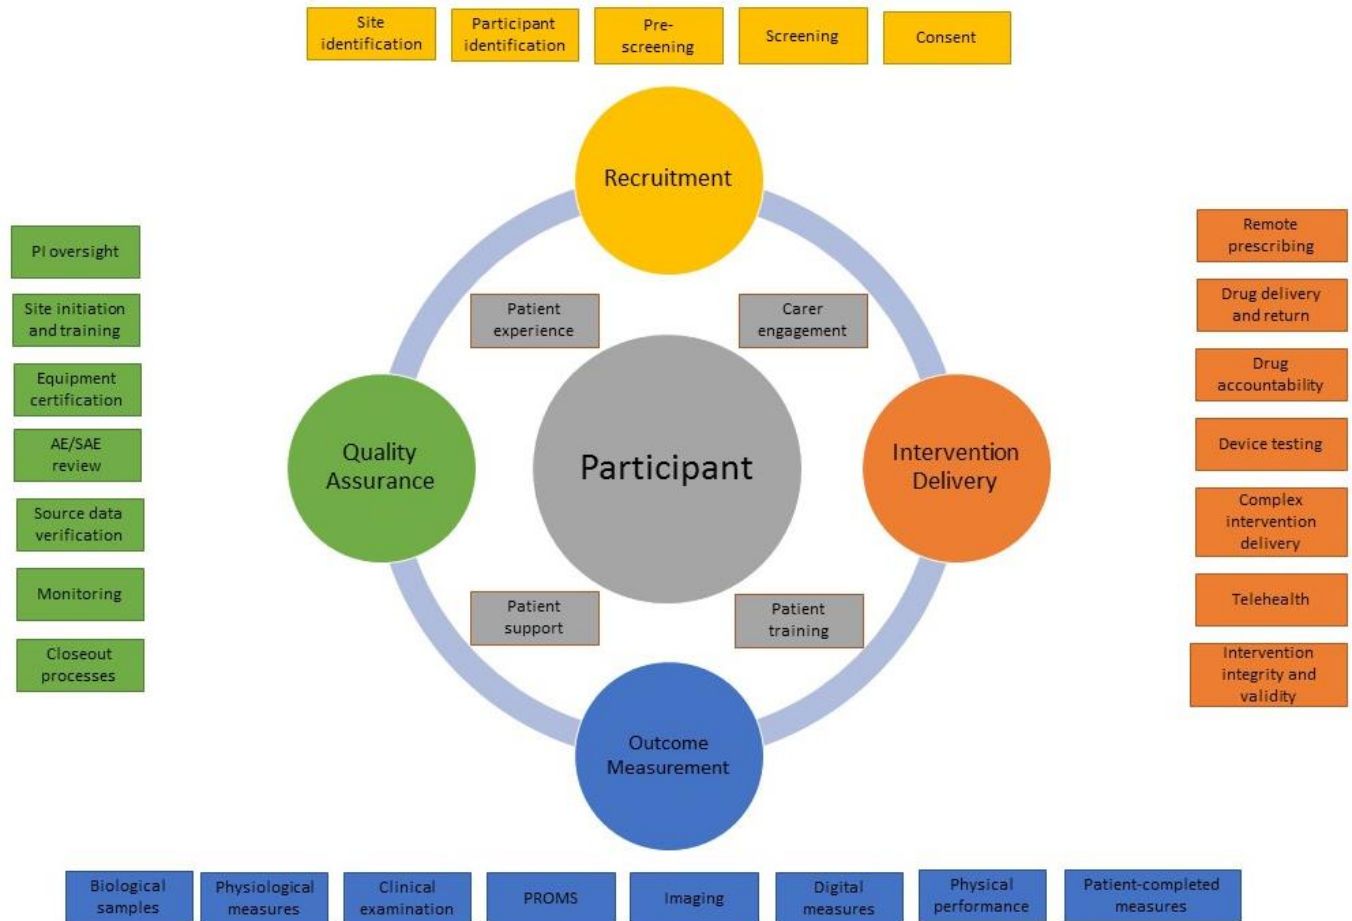 Site
identification
Participant
identification
Pre-
screening
Screening
Consent
Recruitment
PI oversight
Site initiation
and training
Equipment
certification
AE/SAE
review
Source data
verification
Monitoring
Closeout
processes
Patient
experience
Carer
engagement
Quality
Assurance
Participant
Intervention
Delivery
Patient
support
Patient
training
Remote
prescribing
Drug delivery
and return
Drug
accountability
Device testing
Complex
intervention
delivery
Telehealth
Intervention
integrity and
validity
Outcome
Measurement
Biological
samples
Physiological
measures
Clinical
examination
PROMS
Imaging
Digital
measures
Physical
performance
Patient-completed
measures